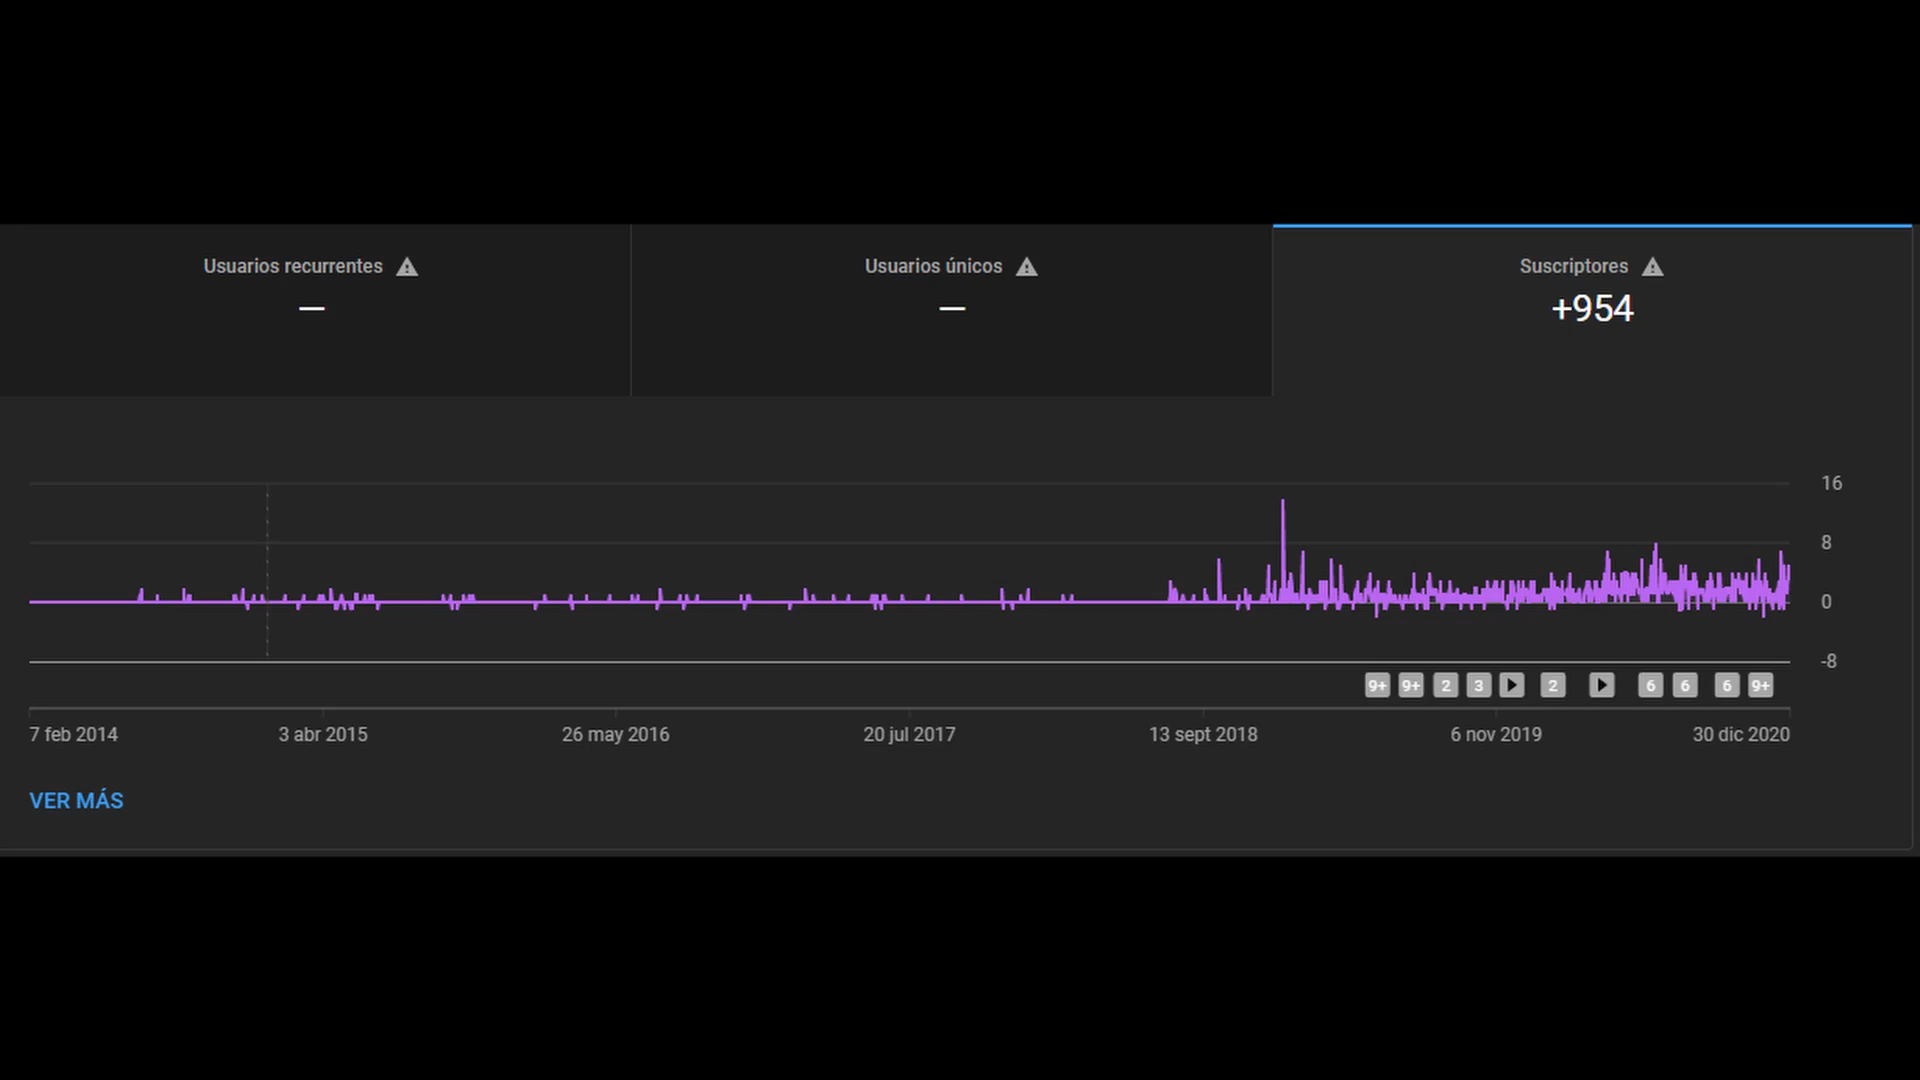 Usuarios recurrentes
—
Usuarios únicos
—
Suscriptores
+954
16
8
0
-8
9+ 9+ 2 3 2 6 6 6 9+
7 feb 2014 3 abr 2015 26 may 2016 20 jul 2017 13 sept 2018 6 nov 2019 30 dic 2020
VER MÁS